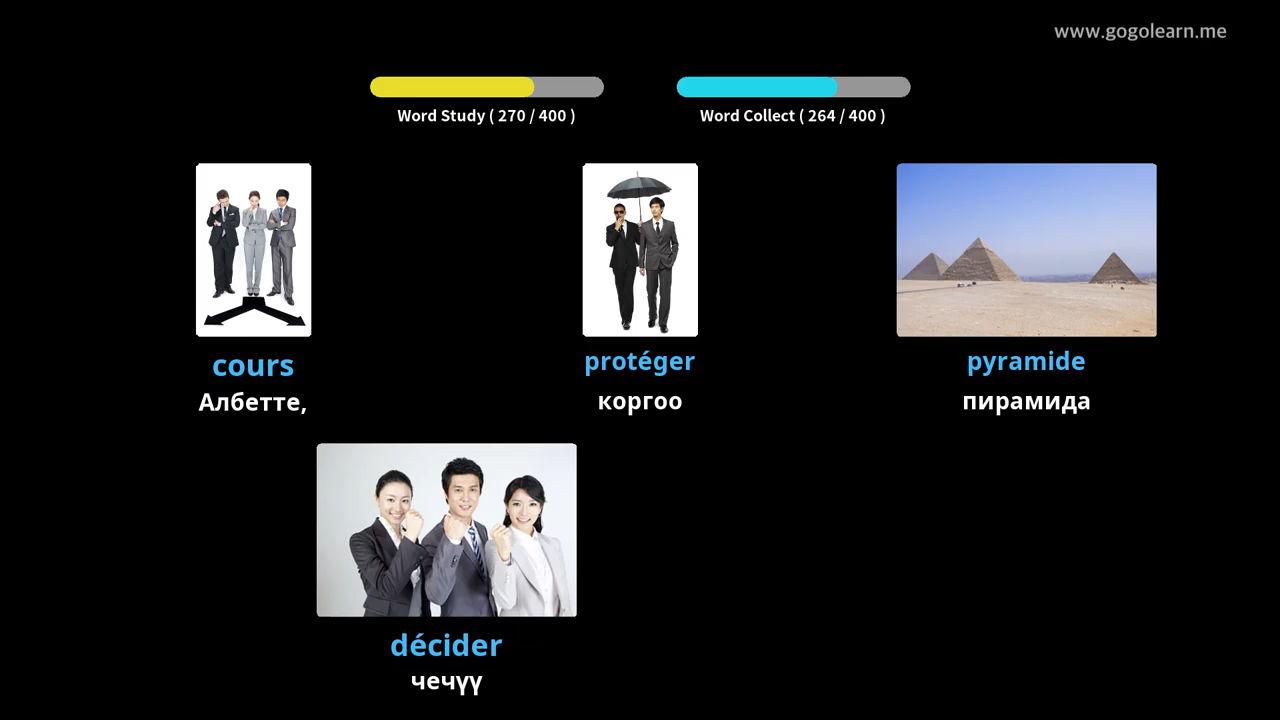 www.gogolearn.me
Word Study ( 270 / 400 )
Word Collect ( 264 / 400 )
cours
Албетте,
protéger
коргоо
pyramide
пирамида
décider
чечүү